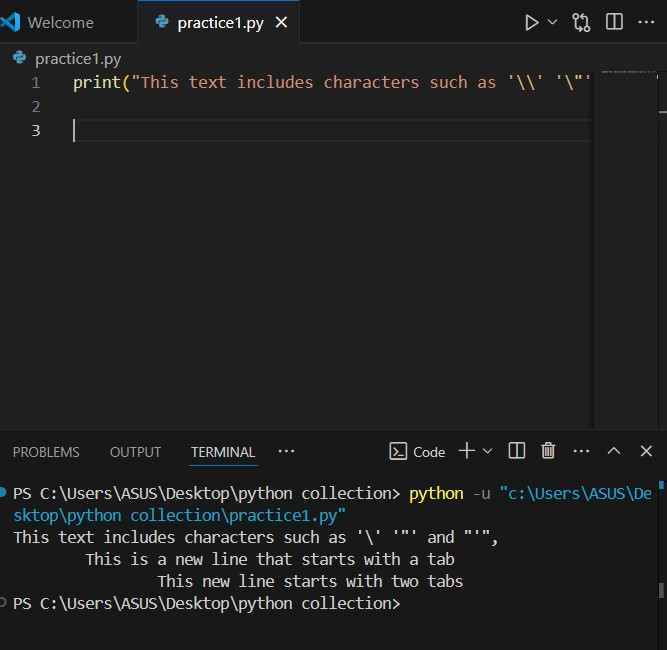 Welcome
practice1.py
practice1.py
1 print("This text includes characters such as '\\' '\"'
2
3
PROBLEMS OUTPUT TERMINAL ··· Code
PS C:\Users\ASUS\Desktop\python collection> python -u "c:\Users\ASUS\De
sktop\python collection\practice1.py"
This text includes characters such as '\' '"' and "'",
This is a new line that starts with a tab
This new line starts with two tabs
PS C:\Users\ASUS\Desktop\python collection>